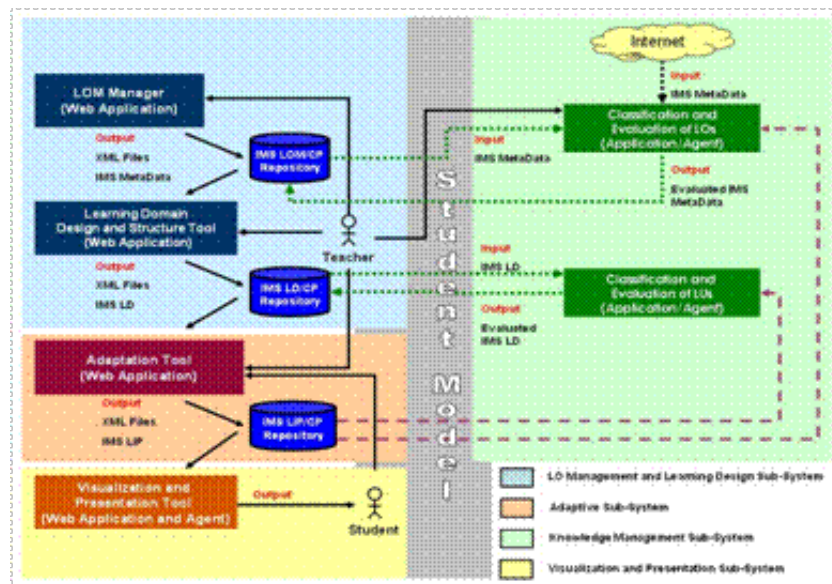 Internet
Input
IMS MetaData
LOM Manager
(Web Application)
Output
XML Files
IMS MetaData
IMS LOM/CP
Repository
Input
IMS MetaData
Classification and
Evaluation of LOs
(Application/Agent)
Output
Evaluated IMS
MetaData
Learning Domain
Design and Structure Tool
(Web Application)
Teacher
Output
XML Files
IMS LD
IMS LD/CP
Repository
Input
IMS LD
Output
Evaluated
IMS LD
Classification and
Evaluation of LUs
(Application/Agent)
Student Model
Adaptation Tool
(Web Application)
Output
XML Files
IMS LIP
IMS LIP/CP
Repository
Visualization and
Presentation Tool
(Web Application and Agent)
Output
Student
LO Management and Learning Design Sub-System
Adaptive Sub-System
Knowledge Management Sub-System
Visualization and Presentation Sub-System